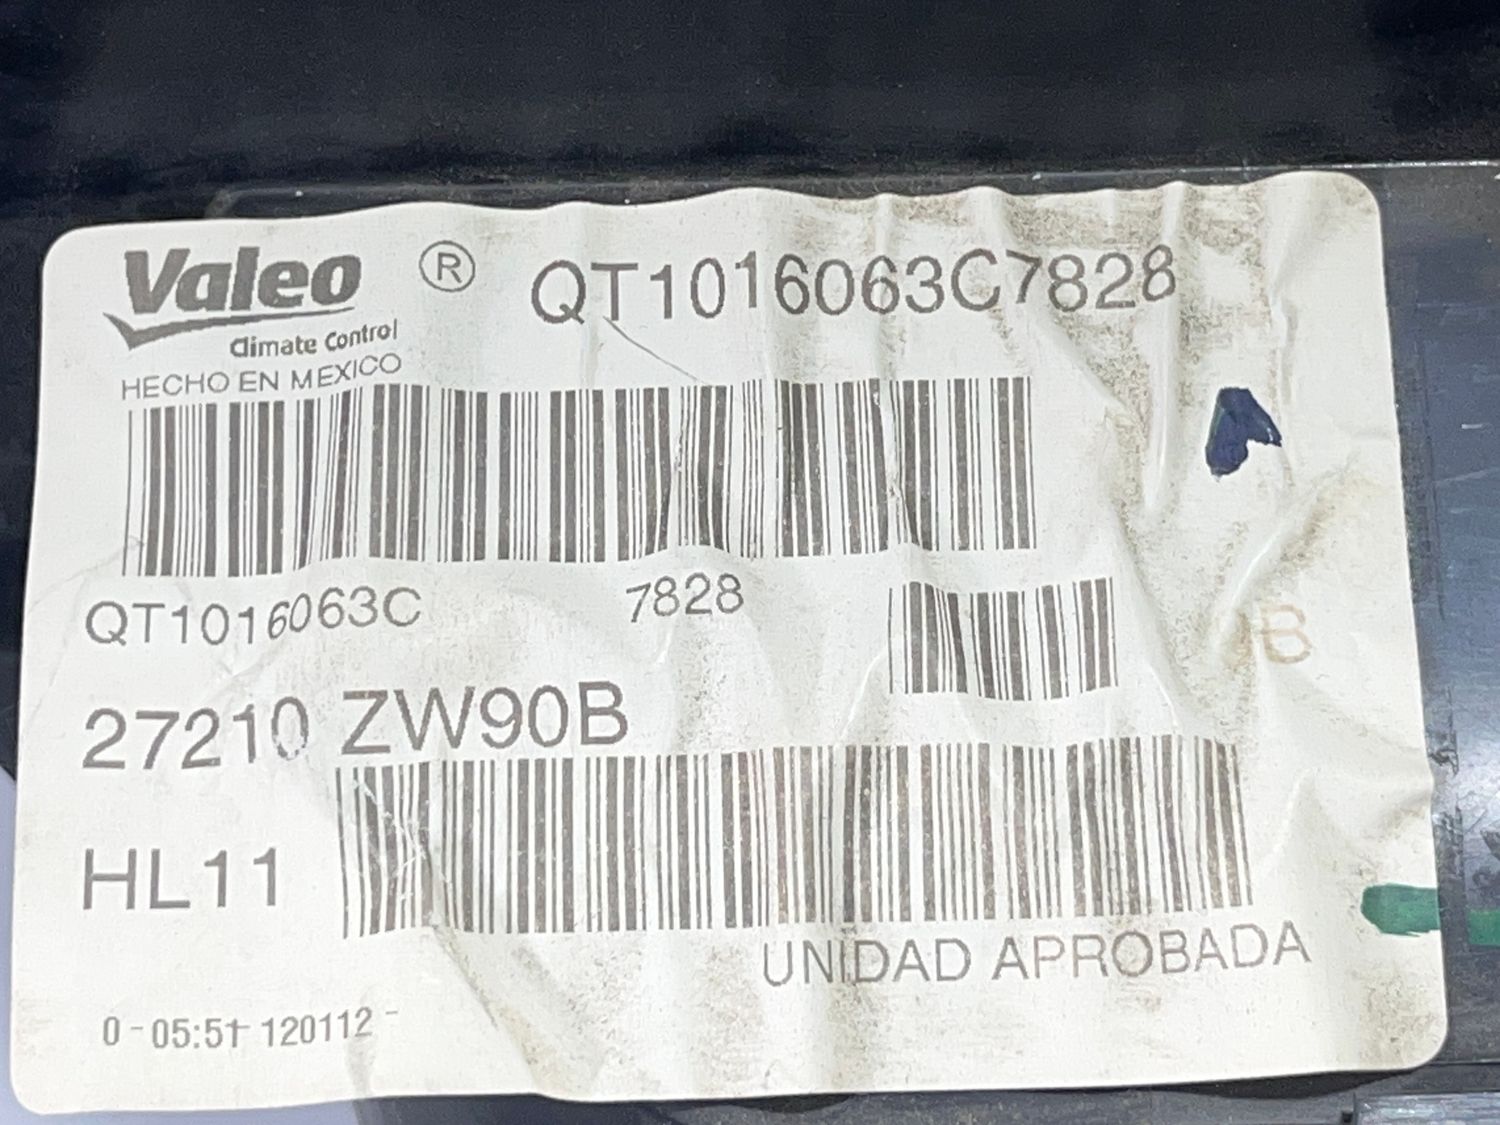 Valeo ® QT1016063C7828
Climate Control
HECHO EN MEXICO
QT1016063C 7828
27210 ZW90B
B
HL11
UNIDAD APROBADA
0 - 05:51 - 120112 -